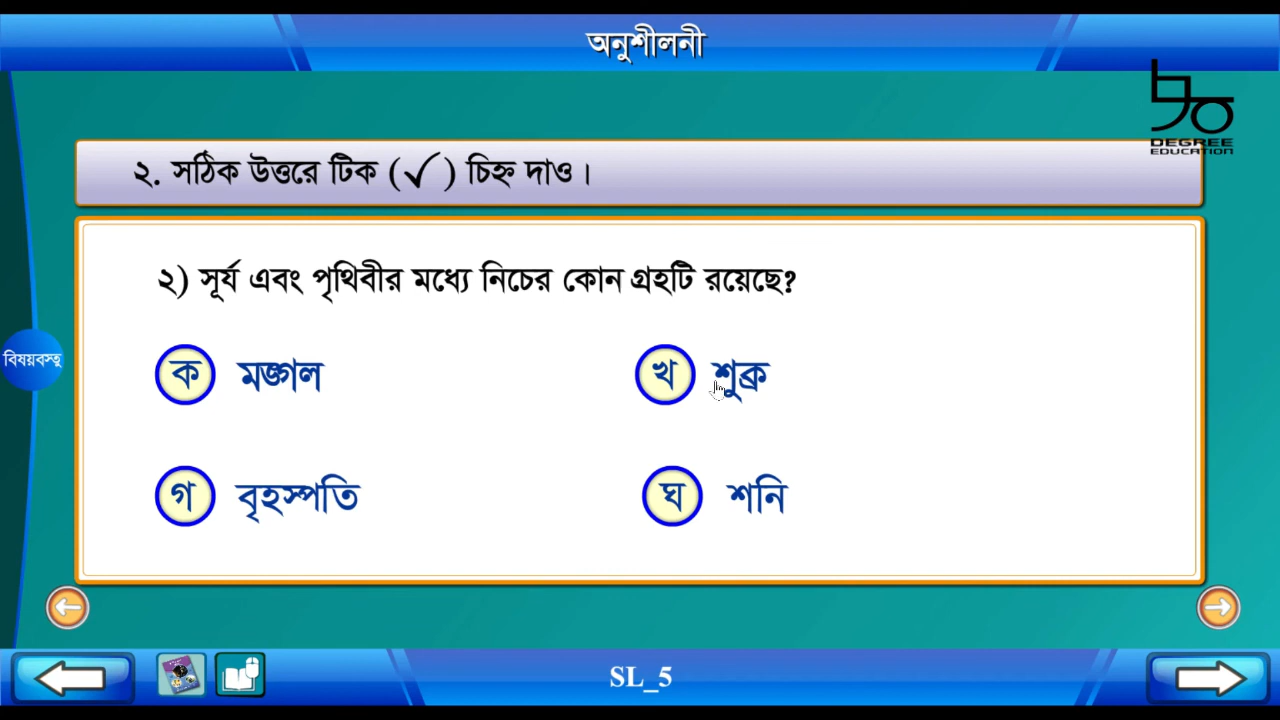 অনুশীলনী
১০
DEGREE
EDUCATION
২. সঠিক উত্তরে টিক (✓) চিহ্ন দাও।
২) সূর্য এবং পৃথিবীর মধ্যে নিচের কোন গ্রহটি রয়েছে?
ক মঙ্গল
খ শুক্র
বিষয়বস্তু
গ বৃহস্পতি
ঘ শনি
SL_5